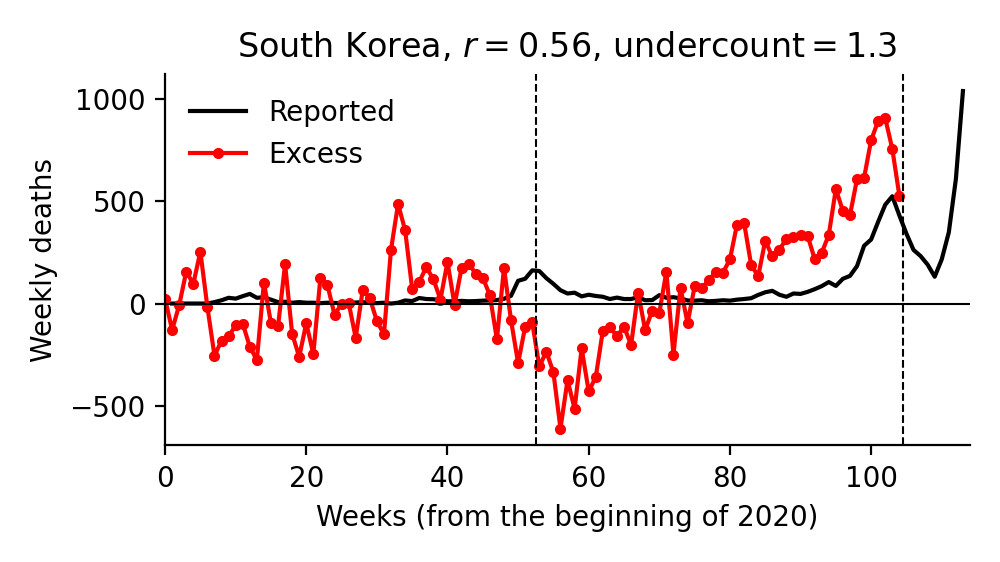 South Korea, r = 0.56, undercount = 1.3
Reported
Excess
1000
500
0
−500
Weekly deaths
0 20 40 60 80 100
Weeks (from the beginning of 2020)